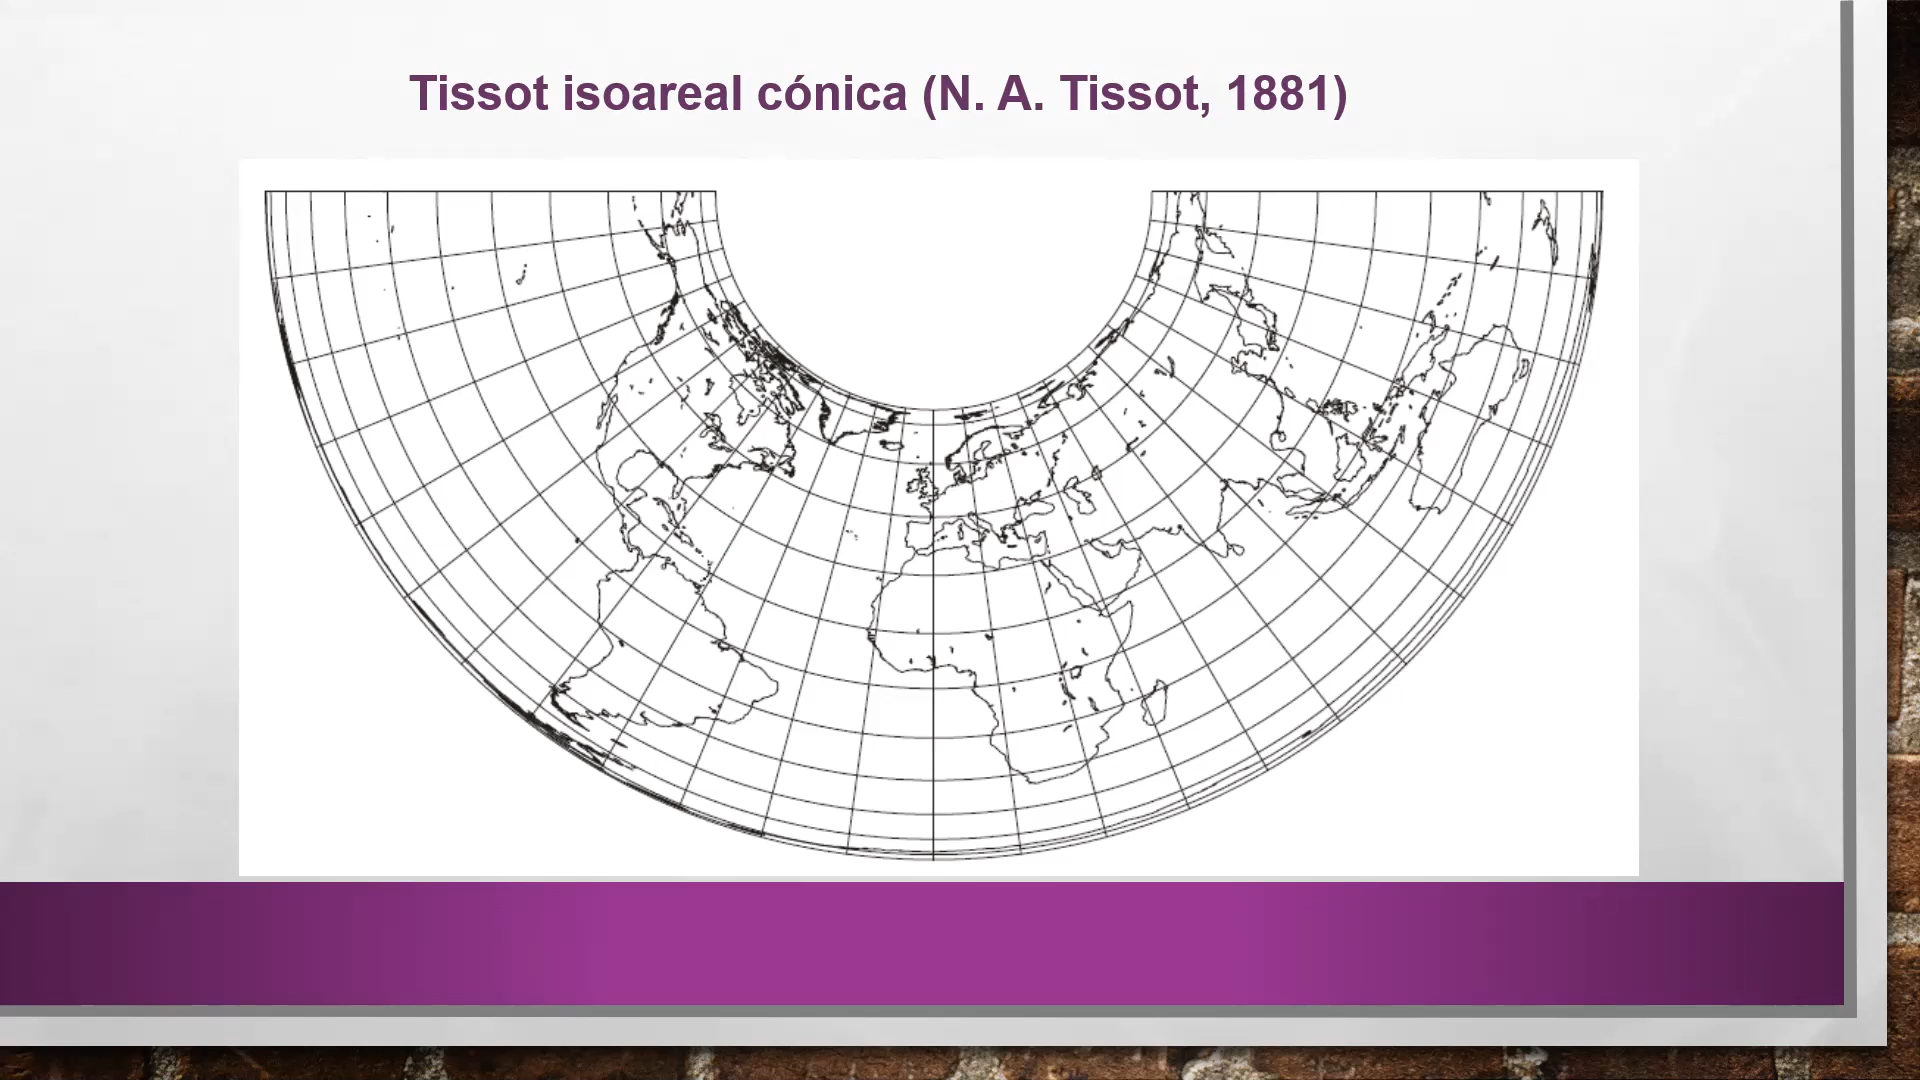 Tissot isoareal cónica (N. A. Tissot, 1881)